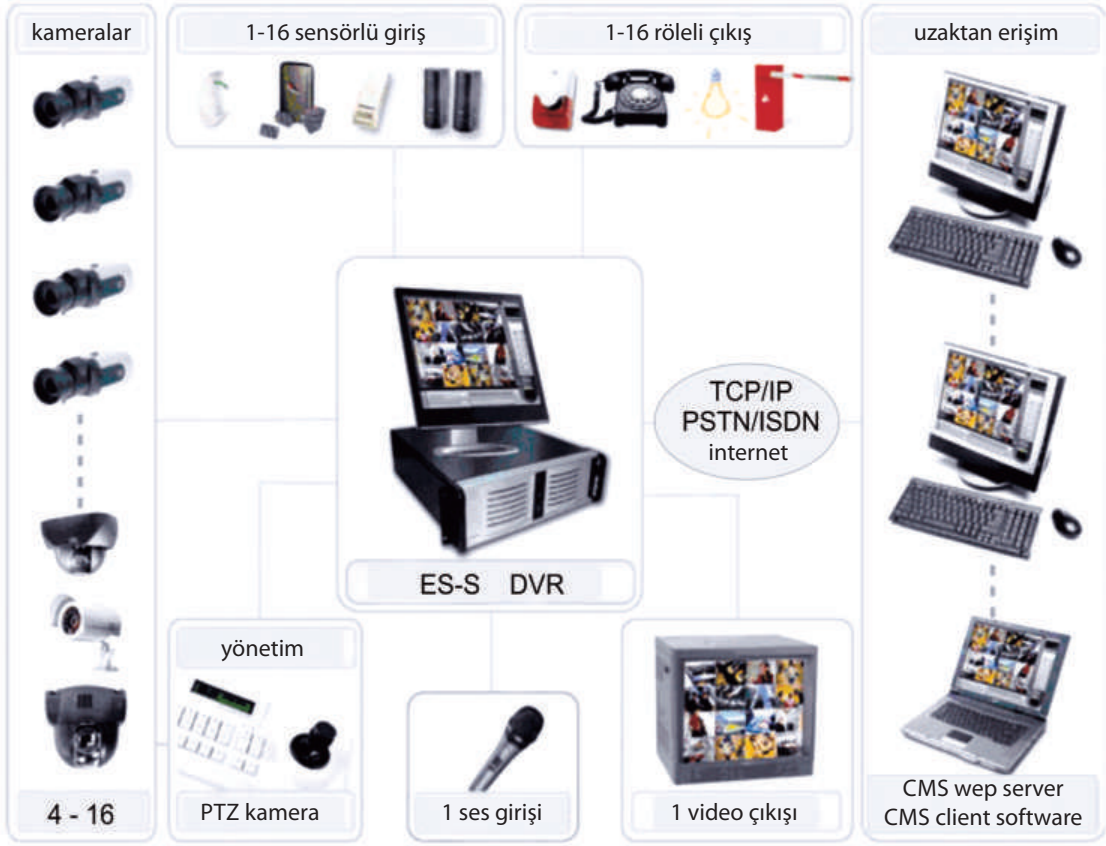 kameralar
1-16 sensörlü giriş
1-16 röleli çıkış
uzaktan erişim
TCP/IP
PSTN/ISDN
internet
ES-S DVR
yönetim
4 - 16
PTZ kamera
1 ses girişi
1 video çıkışı
CMS wep server
CMS client software